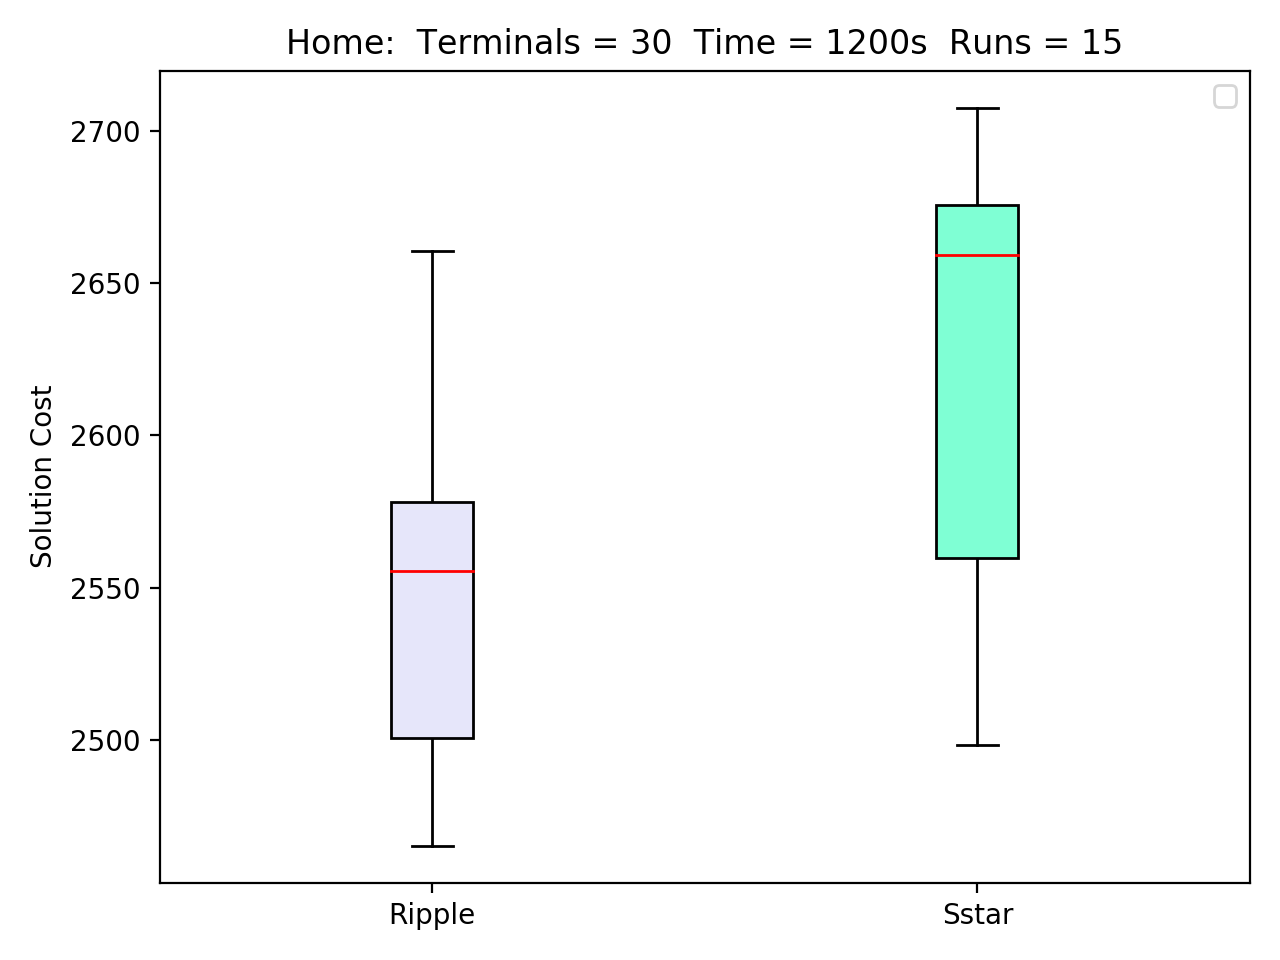 Home:  Terminals = 30  Time = 1200s  Runs = 15
Solution Cost
2700
2650
2600
2550
2500
Ripple
Sstar